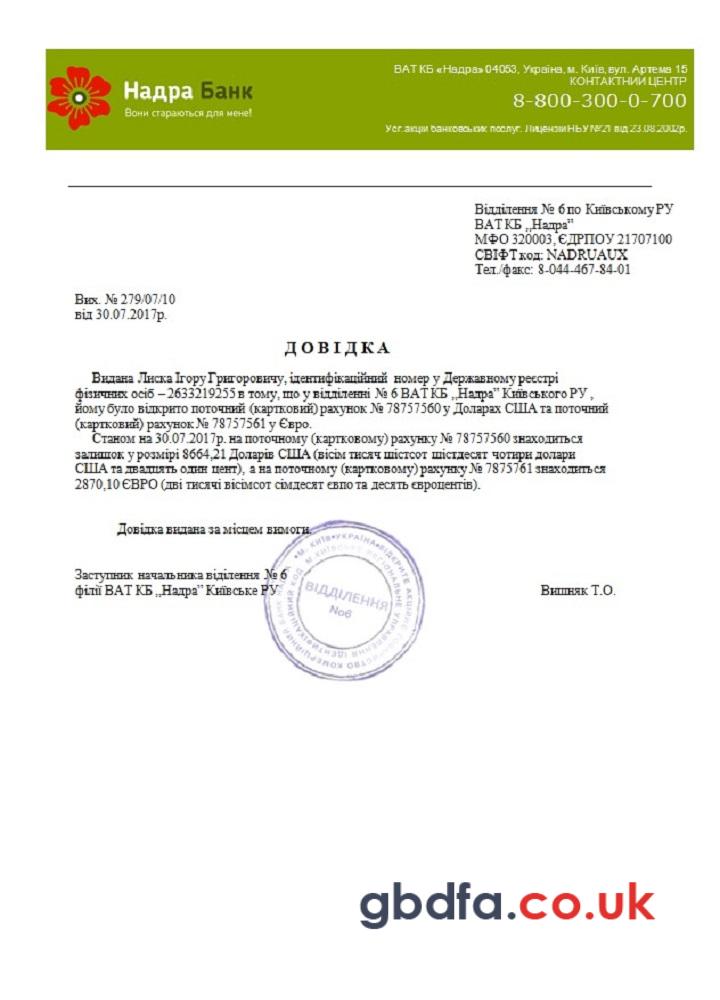 Надра Банк
Вони стараються для мене!
ВАТ КБ «Надра» 04053, Україна, м. Київ, вул. Артема 15
КОНТАКТНИЙ ЦЕНТР
8-800-300-0-700
Усі акції банковських послуг. Лицензії НБУ №21 від 23.08.2002р.
Відділення № 6 по Київському РУ
ВАТ КБ ,,Надра”
МФО 320003, ЄДРПОУ 21707100
СВІФТ код: NADRUAUX
Тел./факс: 8-044-467-84-01
Вих. № 279/07/10
від 30.07.2017р.
ДОВІДКА
Видана Лиска Ігору Григоровичу, ідентифікаційний номер у Державному реєстрі
фізичних осіб – 2633219255 в тому, що у відділенні № 6 ВАТ КБ ,,Надра” Київського РУ ,
йому було відкрито поточний (картковий) рахунок № 78757560 у Доларах США та поточний
(картковий) рахунок № 78757561 у Євро.
Станом на 30.07.2017р. на поточному (картковому) рахунку № 78757560 знаходиться
залишок у розмірі 8664,21 Доларів США (вісім тисяч шістсот шістдесят чотири долари
США та двадцять один цент), а на поточному (картковому) рахунку № 7875761 знаходиться
2870,10 ЄВРО (дві тисячі вісімсот сімдесят євпо та десять євроцентів).
Довідка видана за місцем вимоги.
Заступник начальника віділення № 6
філії ВАТ КБ ,,Надра” Київське РУ
Вишняк Т.О.
ВІДДІЛЕННЯ
№6
gbdfa.co.uk